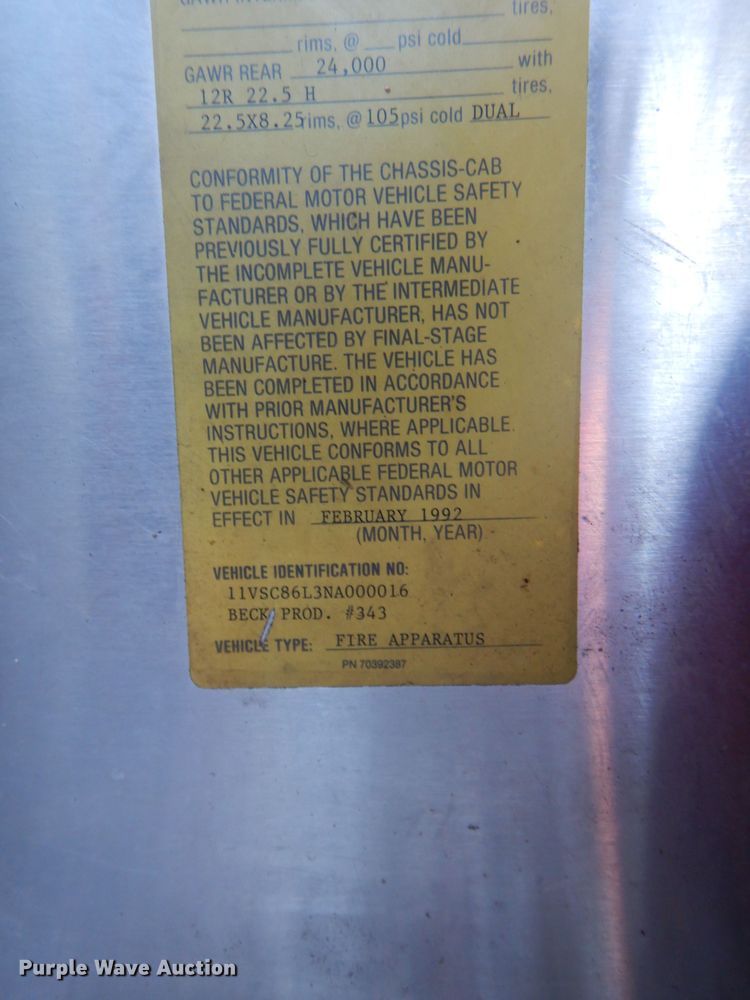 tires,
rims, @ psi cold
GAWR REAR 24,000 with
12R 22.5 H tires,
22.5X8.25 rims, @ 105 psi cold DUAL
CONFORMITY OF THE CHASSIS-CAB
TO FEDERAL MOTOR VEHICLE SAFETY
STANDARDS, WHICH HAVE BEEN
PREVIOUSLY FULLY CERTIFIED BY
THE INCOMPLETE VEHICLE MANU-
FACTURER OR BY THE INTERMEDIATE
VEHICLE MANUFACTURER, HAS NOT
BEEN AFFECTED BY FINAL-STAGE
MANUFACTURE. THE VEHICLE HAS
BEEN COMPLETED IN ACCORDANCE
WITH PRIOR MANUFACTURER'S
INSTRUCTIONS, WHERE APPLICABLE.
THIS VEHICLE CONFORMS TO ALL
OTHER APPLICABLE FEDERAL MOTOR
VEHICLE SAFETY STANDARDS IN
EFFECT IN FEBRUARY 1992
(MONTH, YEAR)
VEHICLE IDENTIFICATION NO:
11VSC86L3NA000016
BECK PROD. #343
VEHICLE TYPE: FIRE APPARATUS
PN 70392387
Purple Wave Auction